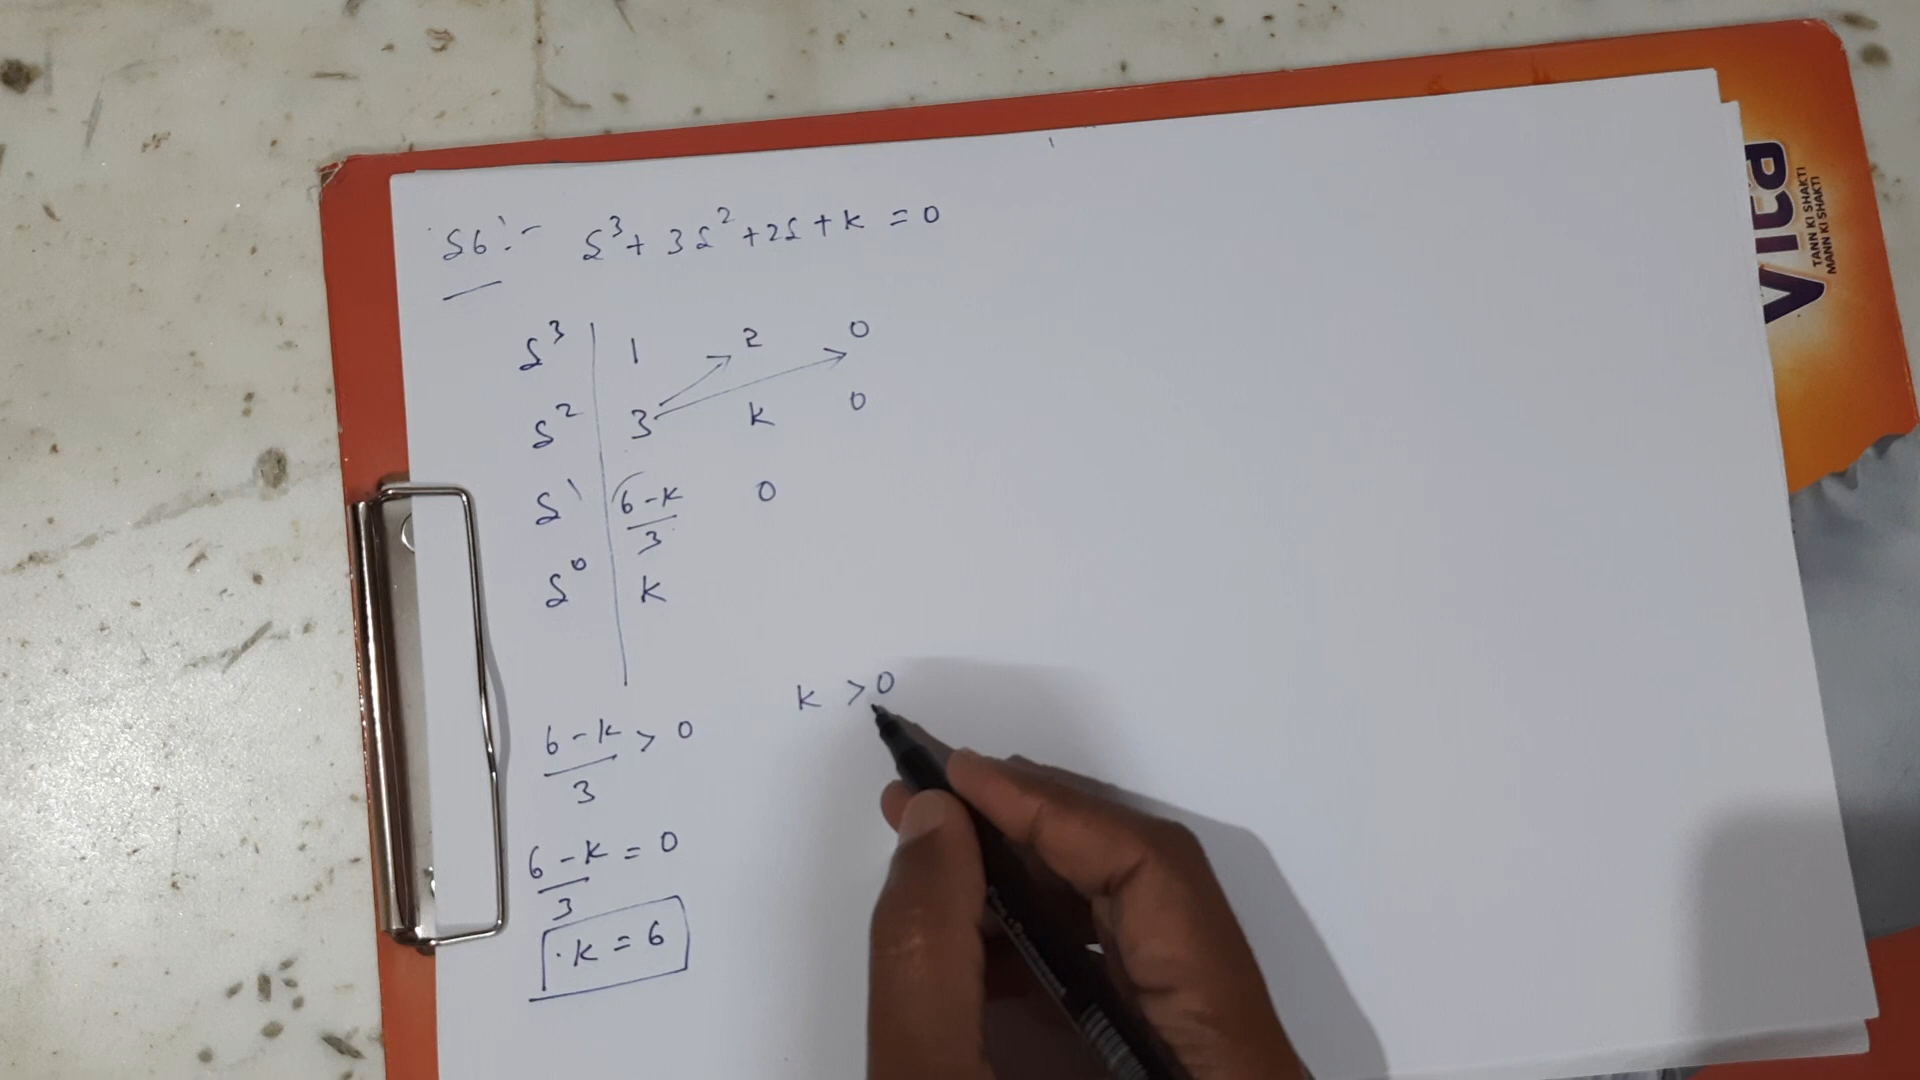 S6:- S³ + 3S² + 2S + k = 0
S³ 1 2 0
S² 3 k 0
S¹ 6-k/3 0
S⁰ k
6-k/3 > 0
k > 0
6-k/3 = 0
k = 6
Vita
TANN KI SHAKTI
MANN KI SHAKTI